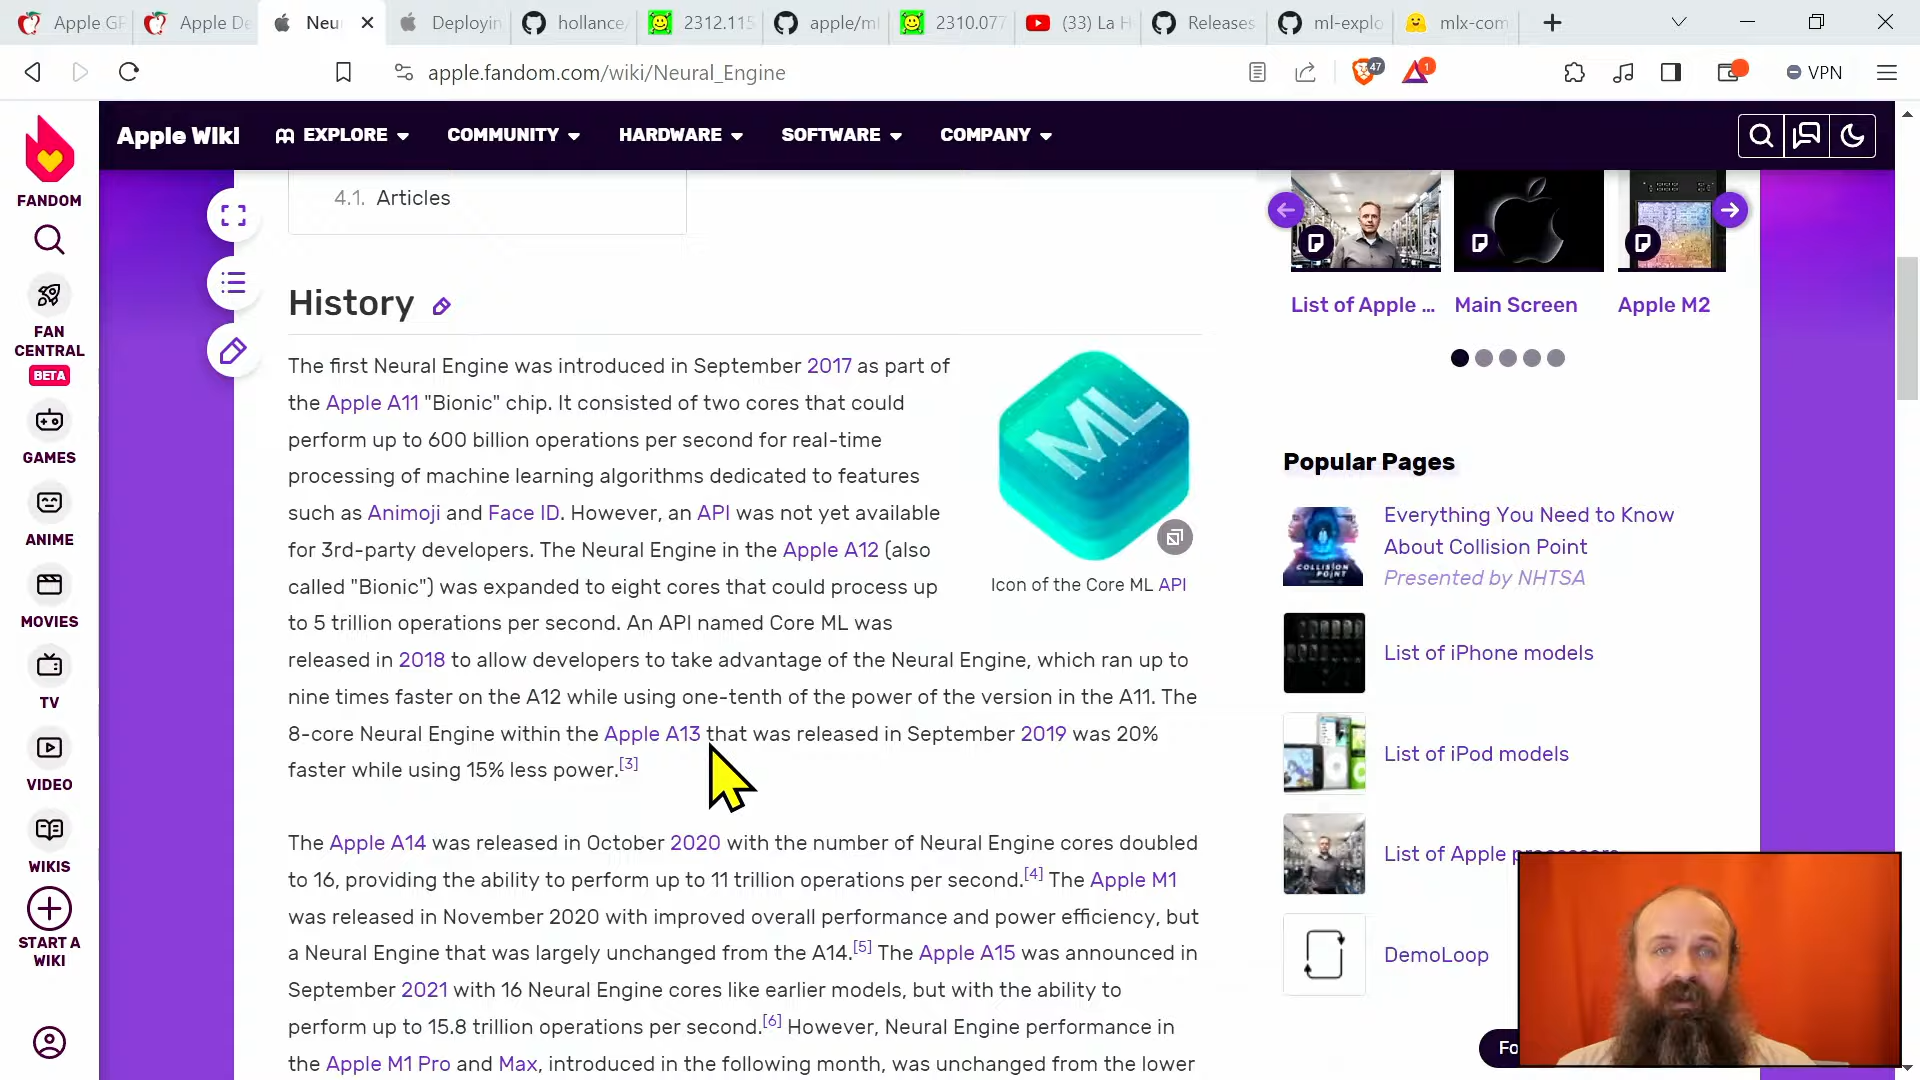 Apple GP
Apple De
Neu
Deployin
hollance/
2312.115
apple/ml
2310.077
(33) La H
Releases
ml-explo
mlx-com
apple.fandom.com/wiki/Neural_Engine
47
1
VPN
FANDOM
FAN CENTRAL
BETA
GAMES
ANIME
MOVIES
TV
VIDEO
WIKIS
START A WIKI
Apple Wiki
EXPLORE
COMMUNITY
HARDWARE
SOFTWARE
COMPANY
4.1. Articles
History
The first Neural Engine was introduced in September 2017 as part of
the Apple A11 "Bionic" chip. It consisted of two cores that could
perform up to 600 billion operations per second for real-time
processing of machine learning algorithms dedicated to features
such as Animoji and Face ID. However, an API was not yet available
for 3rd-party developers. The Neural Engine in the Apple A12 (also
called "Bionic") was expanded to eight cores that could process up
to 5 trillion operations per second. An API named Core ML was
released in 2018 to allow developers to take advantage of the Neural Engine, which ran up to
nine times faster on the A12 while using one-tenth of the power of the version in the A11. The
8-core Neural Engine within the Apple A13 that was released in September 2019 was 20%
faster while using 15% less power.[3]
ML
Icon of the Core ML API
The Apple A14 was released in October 2020 with the number of Neural Engine cores doubled
to 16, providing the ability to perform up to 11 trillion operations per second.[4] The Apple M1
was released in November 2020 with improved overall performance and power efficiency, but
a Neural Engine that was largely unchanged from the A14.[5] The Apple A15 was announced in
September 2021 with 16 Neural Engine cores like earlier models, but with the ability to
perform up to 15.8 trillion operations per second.[6] However, Neural Engine performance in
the Apple M1 Pro and Max, introduced in the following month, was unchanged from the lower
List of Apple ...
Main Screen
Apple M2
Popular Pages
COLLISION POINT
Everything You Need to Know
About Collision Point
Presented by NHTSA
List of iPhone models
List of iPod models
List of Apple processors
DemoLoop
Fo